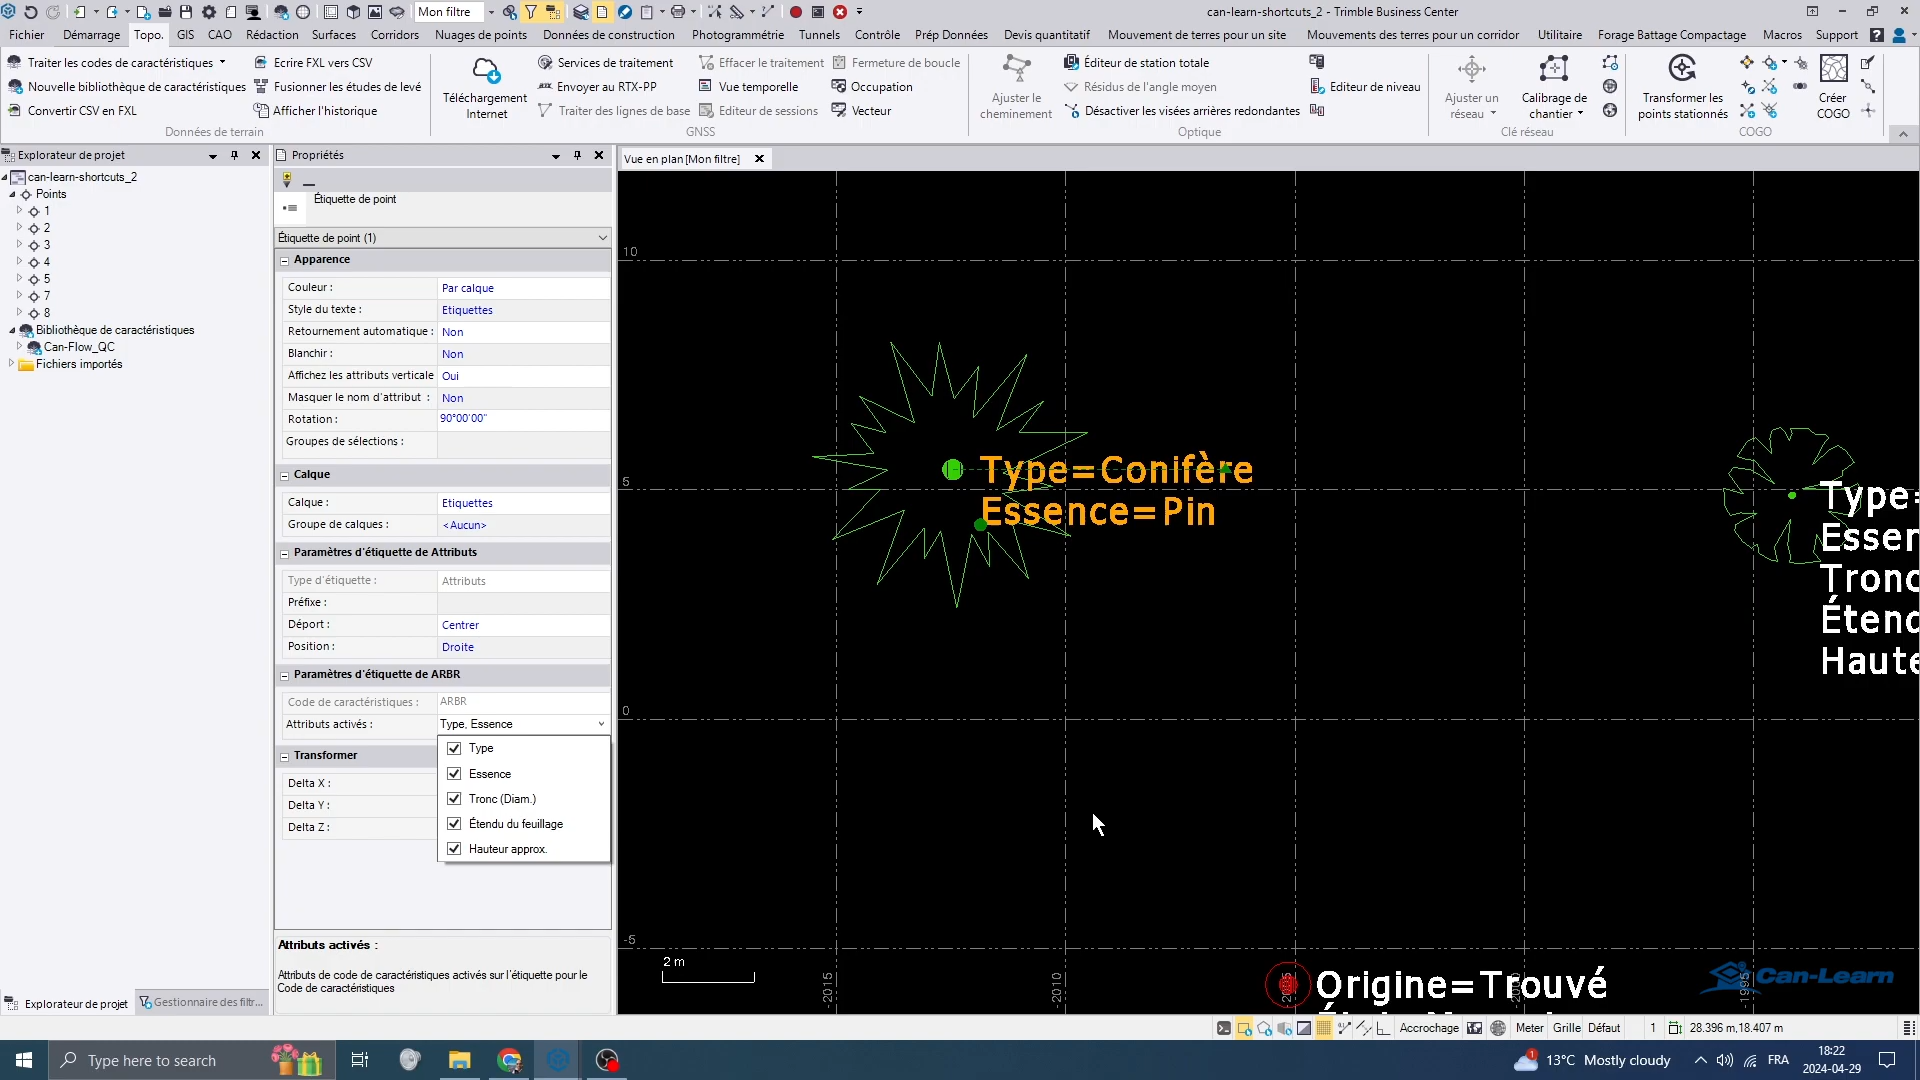 Mon filtre
can-learn-shortcuts_2 - Trimble Business Center
Fichier Démarrage Topo. GIS CAO Rédaction Surfaces Corridors Nuages de points Données de construction Photogrammétrie Tunnels Contrôle Prép Données Devis quantitatif Mouvement de terres pour un site Mouvements des terres pour un corridor Utilitaire Forage Battage Compactage Macros Support
Traiter les codes de caractéristiques
Nouvelle bibliothèque de caractéristiques
Convertir CSV en FXL
Ecrire FXL vers CSV
Fusionner les études de levé
Afficher l'historique
Données de terrain
Téléchargement
Internet
Services de traitement
Envoyer au RTX-PP
Traiter des lignes de base
Effacer le traitement
Vue temporelle
Editeur de sessions
Fermeture de boucle
Occupation
Vecteur
GNSS
Ajuster le
cheminement
Éditeur de station totale
Résidus de l'angle moyen
Désactiver les visées arrières redondantes
Editeur de niveau
Optique
Ajuster un
réseau
Calibrage de
chantier
Clé réseau
Transformer les
points stationnés
Créer
COGO
COGO
Explorateur de projet
can-learn-shortcuts_2
Points
1
2
3
4
5
7
8
Bibliothèque de caractéristiques
Can-Flow_QC
Fichiers importés
Explorateur de projet
Gestionnaire des filtr...
Propriétés
Étiquette de point
Étiquette de point (1)
Apparence
Couleur : Par calque
Style du texte : Etiquettes
Retournement automatique : Non
Blanchir : Non
Affichez les attributs verticale Oui
Masquer le nom d'attribut : Non
Rotation : 90°00'00"
Groupes de sélections :
Calque
Calque : Etiquettes
Groupe de calques : <Aucun>
Paramètres d'étiquette de Attributs
Type d'étiquette : Attributs
Préfixe :
Déport : Centrer
Position : Droite
Paramètres d'étiquette de ARBR
Code de caractéristiques : ARBR
Attributs activés : Type, Essence
Type
Essence
Tronc (Diam.)
Étendu du feuillage
Hauteur approx.
Transformer
Delta X :
Delta Y :
Delta Z :
Attributs activés :
Attributs de code de caractéristiques activés sur l'étiquette pour le
Code de caractéristiques
Vue en plan[Mon filtre]
10
5
0
-5
Type=Conifère
Essence=Pin
Type=
Essen
Tronc
Étend
Haute
2 m
-2015
-2010
-1995
Origine=Trouvé
Can-Learn
Accrochage Meter Grille Défaut 1 28.396 m,18.407 m
Type here to search
1
13°C Mostly cloudy
FRA
18:22
2024-04-29